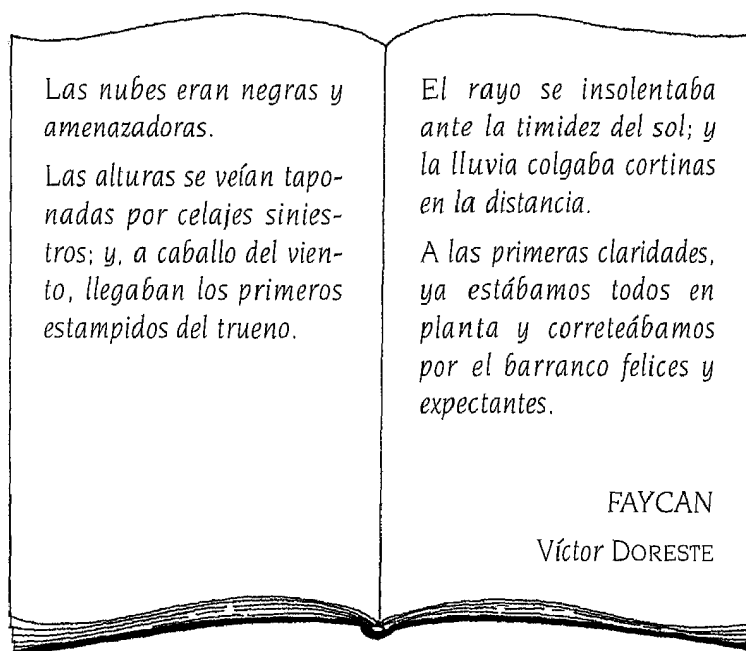 Las nubes eran negras y
amenazadoras.
Las alturas se veían tapo-
nadas por celajes sinies-
tros; y, a caballo del vien-
to, llegaban los primeros
estampidos del trueno.
El rayo se insolentaba
ante la timidez del sol; y
la lluvia colgaba cortinas
en la distancia.
A las primeras claridades,
ya estábamos todos en
planta y correteábamos
por el barranco felices y
expectantes.
FAYCAN
Víctor DORESTE